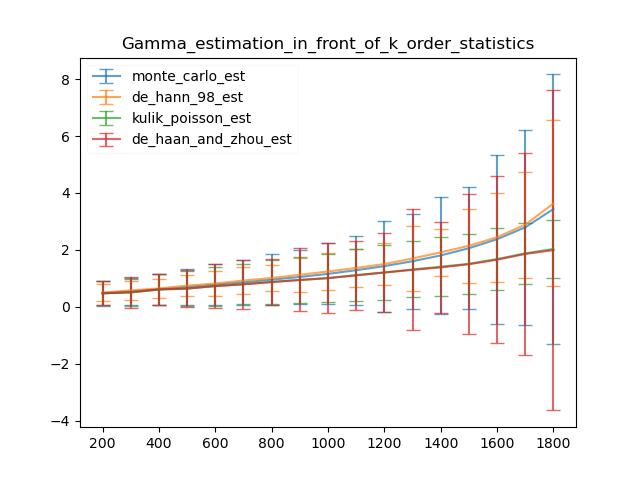 Gamma_estimation_in_front_of_k_order_statistics
8
monte_carlo_est
de_hann_98_est
kulik_poisson_est
de_haan_and_zhou_est
6
4
2
0
−2
−4
200 400 600 800 1000 1200 1400 1600 1800